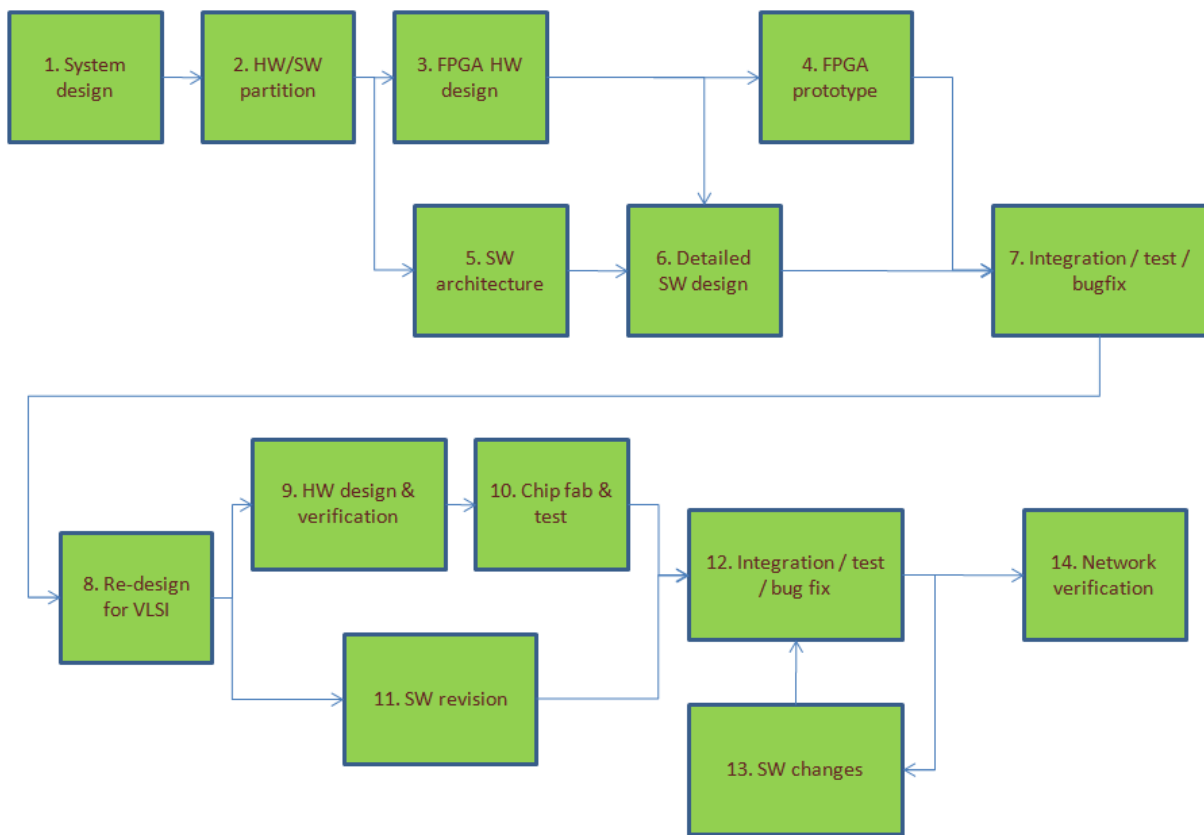 1. System
design
2. HW/SW
partition
3. FPGA HW
design
4. FPGA
prototype
5. SW
architecture
6. Detailed
SW design
7. Integration / test /
bugfix
8. Re-design
for VLSI
9. HW design &
verification
10. Chip fab &
test
11. SW revision
12. Integration / test
/ bug fix
13. SW changes
14. Network
verification